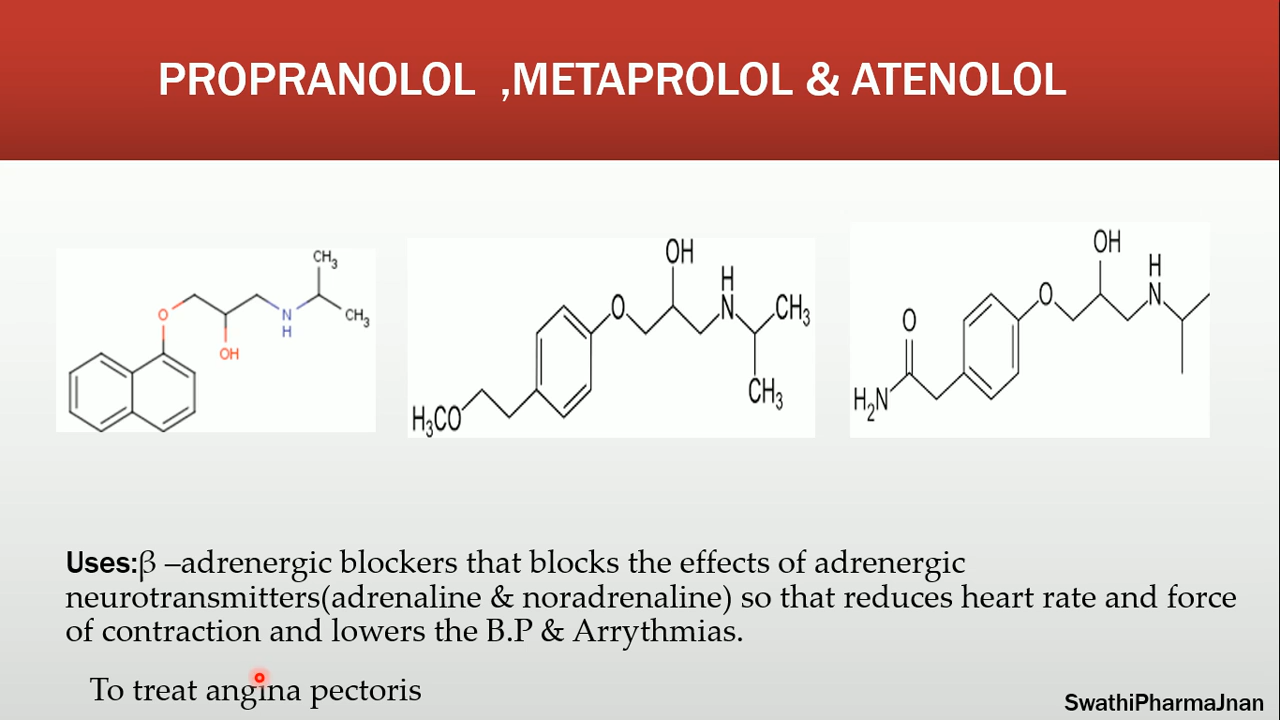 PROPRANOLOL ,METAPROLOL & ATENOLOL
CH3
O
N
H
CH3
OH
OH
O
H
N
CH3
CH3
H3CO
OH
H
N
O
O
H2N
Uses:β –adrenergic blockers that blocks the effects of adrenergic
neurotransmitters(adrenaline & noradrenaline) so that reduces heart rate and force
of contraction and lowers the B.P & Arrythmias.
To treat angina pectoris
SwathiPharmaJnan